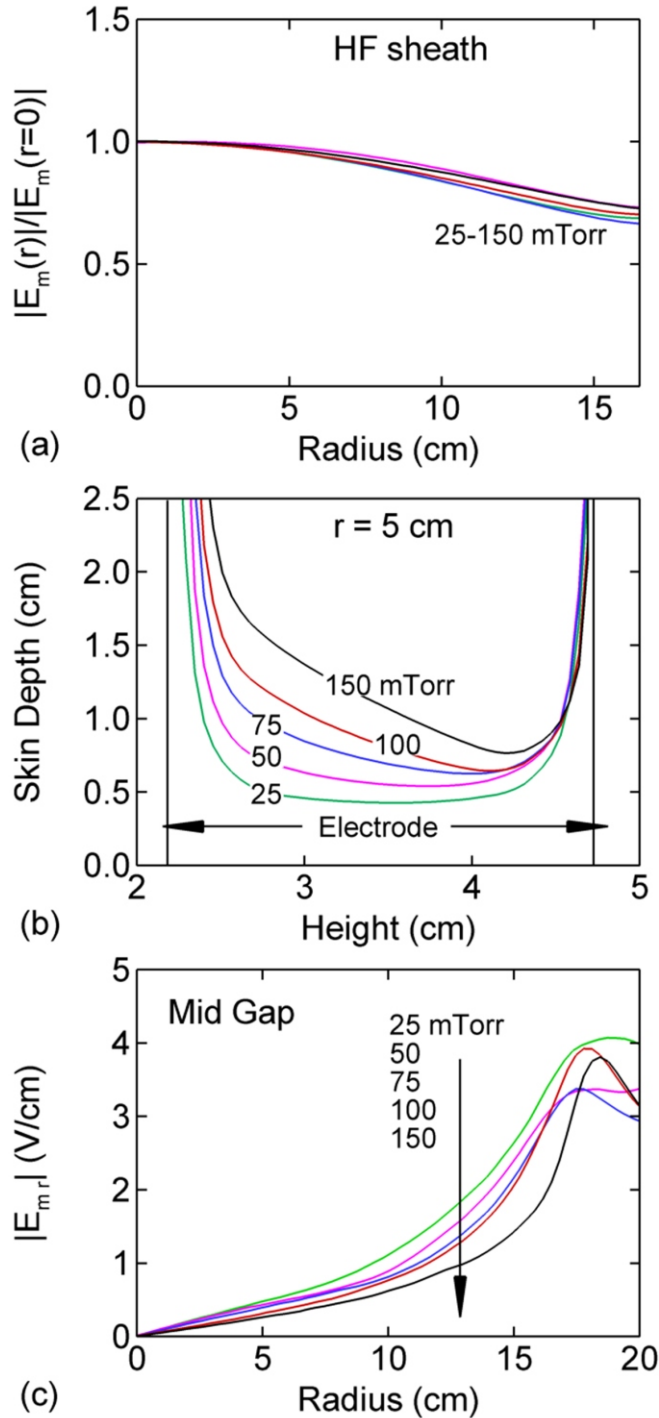 1.5
HF sheath
1.0
|E_m(r)|/|E_m(r=0)|
0.5
25-150 mTorr
0.0
0 5 10 15
(a)
Radius (cm)
2.5
r = 5 cm
2.0
Skin Depth (cm)
1.5
150 mTorr
1.0
75
100
50
0.5
25
Electrode
0.0
2 3 4 5
(b)
Height (cm)
5
Mid Gap
25 mTorr
4
50
75
3
100
150
|E_m r| (V/cm)
2
1
0
0 5 10 15 20
(c)
Radius (cm)